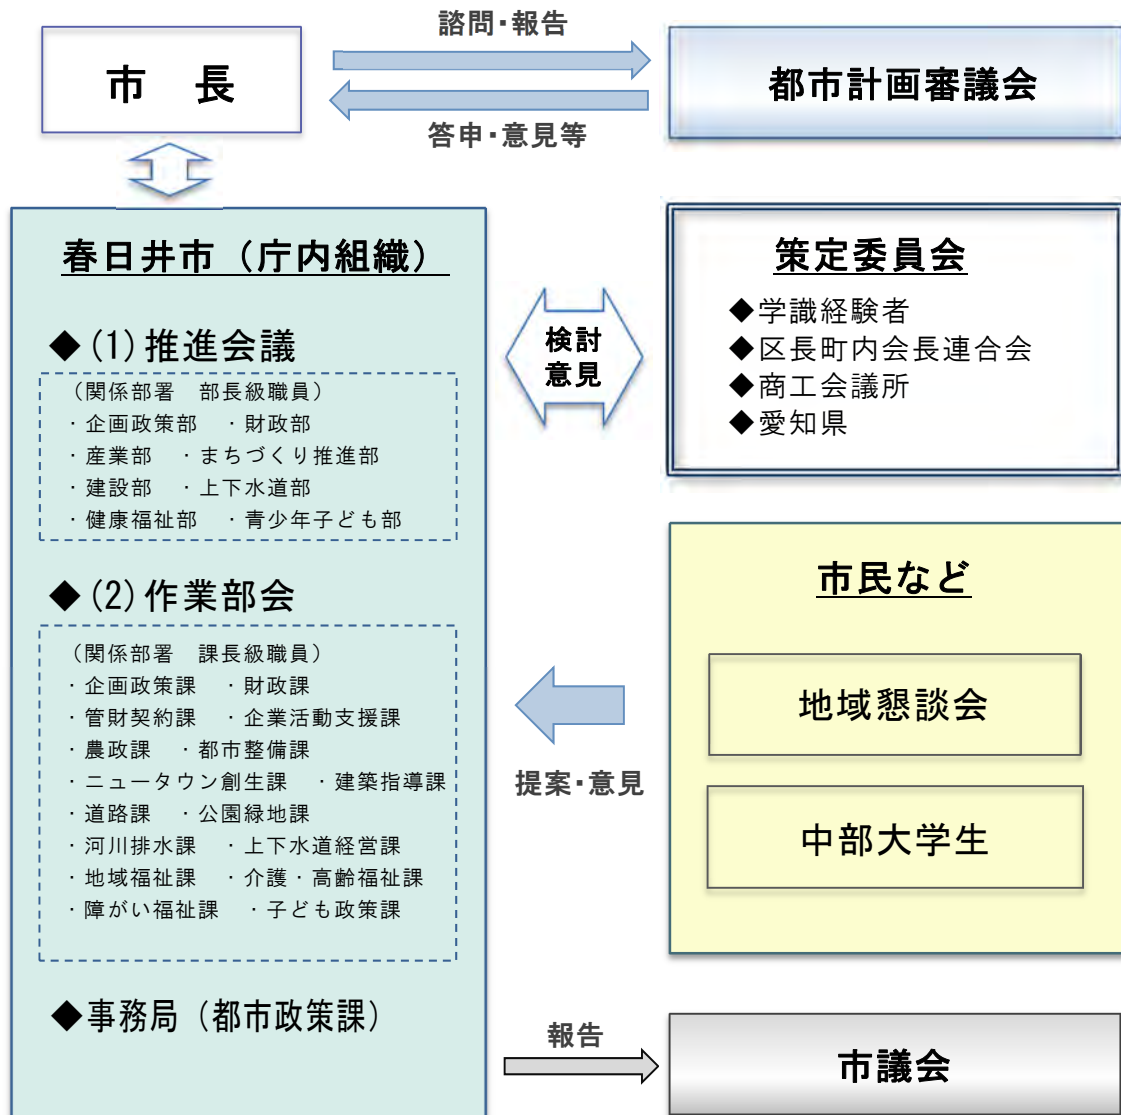 諮問・報告
市　長
都市計画審議会
答申・意見等
春日井市（庁内組織）
◆(1)推進会議
（関係部署　部長級職員）
・企画政策部　・財政部
・産業部　・まちづくり推進部
・建設部　・上下水道部
・健康福祉部　・青少年子ども部
◆(2)作業部会
（関係部署　課長級職員）
・企画政策課　・財政課
・管財契約課　・企業活動支援課
・農政課　・都市整備課
・ニュータウン創生課　・建築指導課
・道路課　・公園緑地課
・河川排水課　・上下水道経営課
・地域福祉課　・介護・高齢福祉課
・障がい福祉課　・子ども政策課
◆事務局（都市政策課）
検討
意見
策定委員会
◆学識経験者
◆区長町内会長連合会
◆商工会議所
◆愛知県
市民など
地域懇談会
中部大学生
提案・意見
報告
市議会